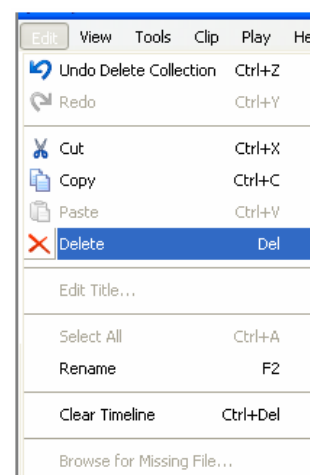 Edit View Tools Clip Play He
Undo Delete Collection Ctrl+Z
Redo Ctrl+Y
Cut Ctrl+X
Copy Ctrl+C
Paste Ctrl+V
Delete Del
Edit Title...
Select All Ctrl+A
Rename F2
Clear Timeline Ctrl+Del
Browse for Missing File...